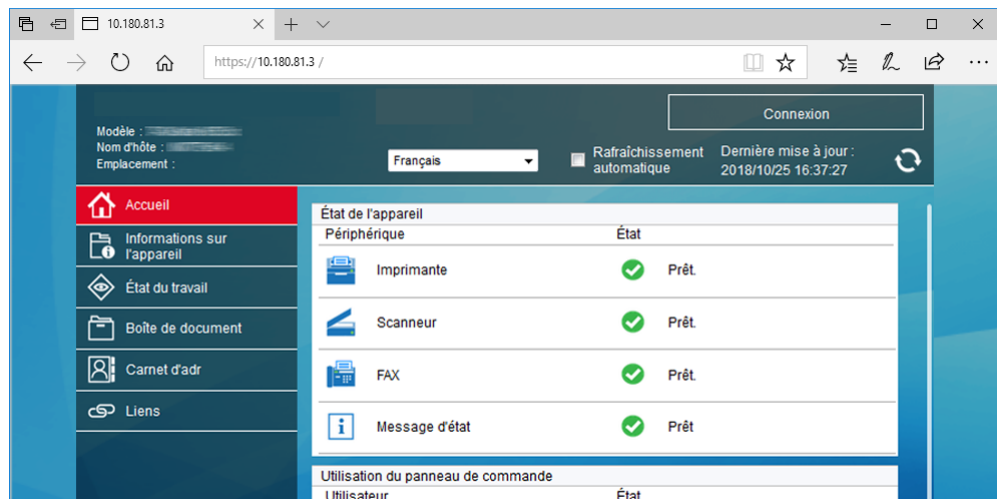 10.180.81.3
https://10.180.81.3 /
Connexion
Modèle :
Nom d'hôte :
Emplacement :
Français
Rafraîchissement
automatique
Dernière mise à jour :
2018/10/25 16:37:27
Accueil
Informations sur
l'appareil
État du travail
Boîte de document
Carnet d'adr
Liens
État de l'appareil
Périphérique État
Imprimante Prêt.
Scanneur Prêt.
FAX Prêt.
Message d'état Prêt
Utilisation du panneau de commande
Utilisateur État